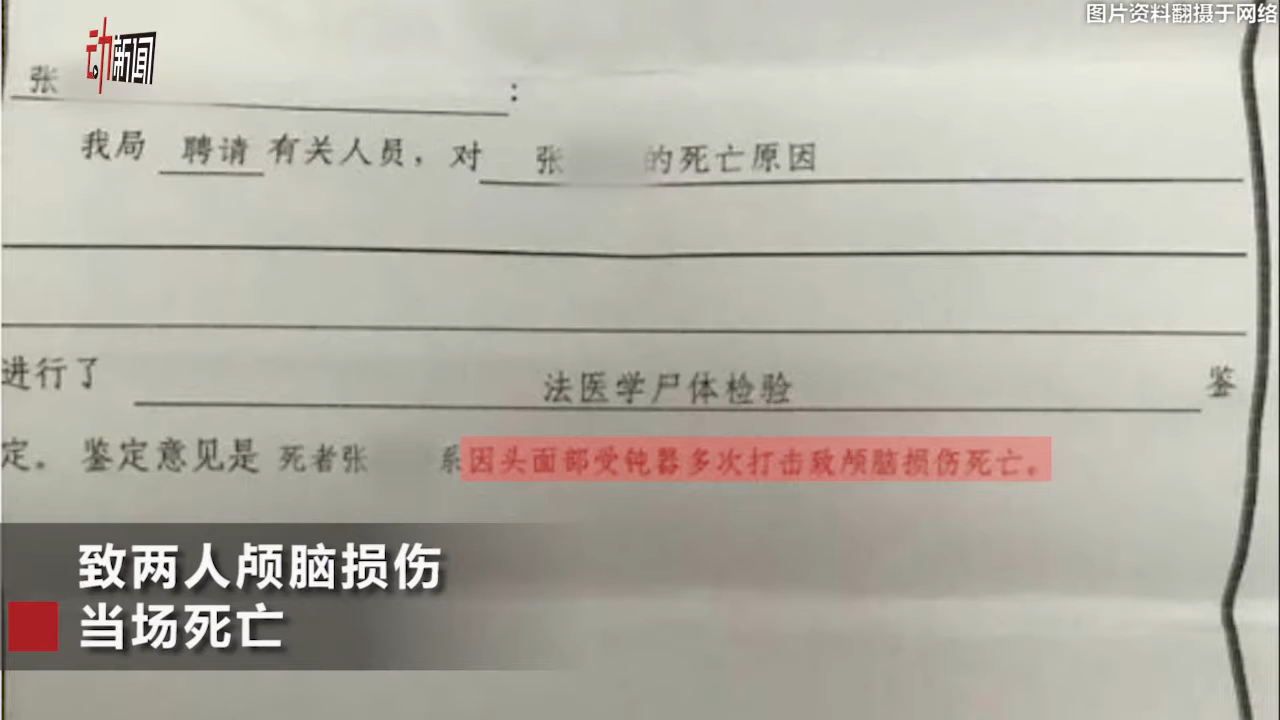 图片资料翻摄于网络
动新闻
张 :
我局 聘请 有关人员，对 张 的死亡原因
进行了 法医学尸体检验 鉴
定。鉴定意见是 死者张 系因头面部受钝器多次打击致颅脑损伤死亡。
致两人颅脑损伤
当场死亡